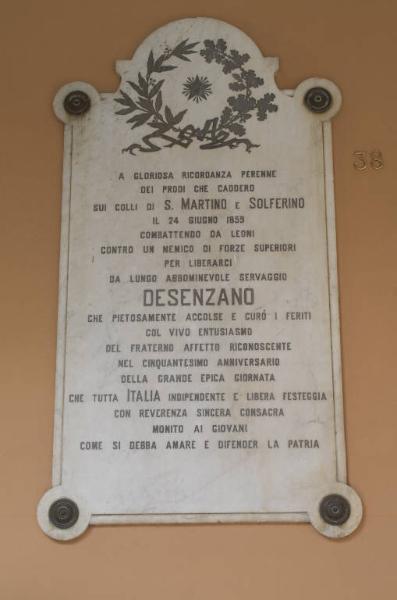 A GLORIOSA RICORDANZA PERENNE
DEI PRODI CHE CADDERO
SUI COLLI DI S. MARTINO E SOLFERINO
IL 24 GIUGNO 1859
COMBATTENDO DA LEONI
CONTRO UN NEMICO DI FORZE SUPERIORI
PER LIBERARCI
DA LUNGO ABBOMINEVOLE SERVAGGIO
DESENZANO
CHE PIETOSAMENTE ACCOLSE E CURÓ I FERITI
COL VIVO ENTUSIASMO
DEL FRATERNO AFFETTO RICONOSCENTE
NEL CINQUANTESIMO ANNIVERSARIO
DELLA GRANDE EPICA GIORNATA
CHE TUTTA ITALIA INDIPENDENTE E LIBERA FESTEGGIA
CON REVERENZA SINCERA CONSACRA
MONITO AI GIOVANI
COME SI DEBBA AMARE E DIFENDER LA PATRIA
38